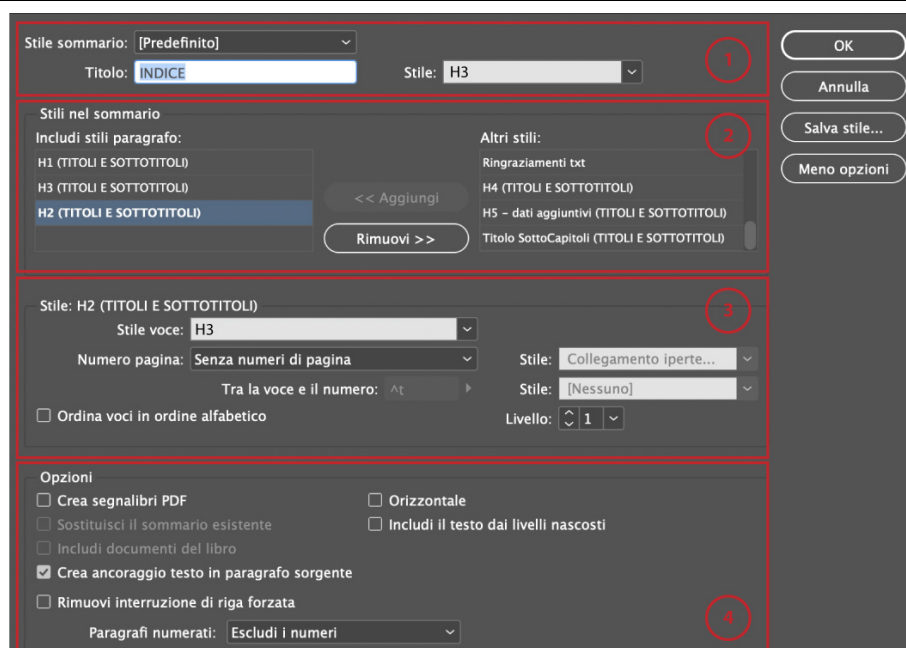 Stile sommario: [Predefinito]
OK
Titolo: INDICE Stile: H3
1
Annulla
Stili nel sommario
Salva stile...
Includi stili paragrafo: Altri stili:
2
H1 (TITOLI E SOTTOTITOLI) Ringraziamenti txt
Meno opzioni
H3 (TITOLI E SOTTOTITOLI) << Aggiungi H4 (TITOLI E SOTTOTITOLI)
H2 (TITOLI E SOTTOTITOLI) H5 - dati aggiuntivi (TITOLI E SOTTOTITOLI)
Rimuovi >> Titolo SottoCapitoli (TITOLI E SOTTOTITOLI)
Stile: H2 (TITOLI E SOTTOTITOLI)
3
Stile voce: H3
Numero pagina: Senza numeri di pagina Stile: Collegamento iperte...
Tra la voce e il numero: ^t Stile: [Nessuno]
Ordina voci in ordine alfabetico Livello: 1
Opzioni
Crea segnalibri PDF Orizzontale
Sostituisci il sommario esistente Includi il testo dai livelli nascosti
Includi documenti del libro
Crea ancoraggio testo in paragrafo sorgente
Rimuovi interruzione di riga forzata
4
Paragrafi numerati: Escludi i numeri